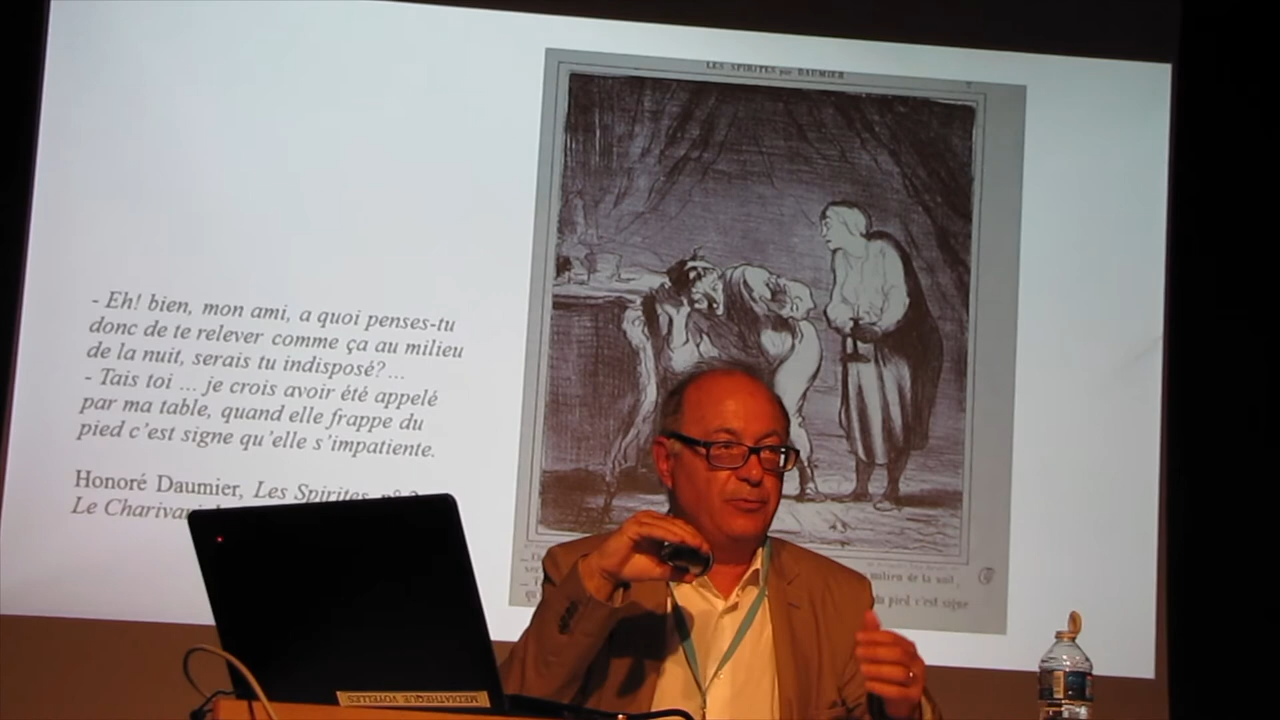 LES SPIRITES par DAUMIER
- Eh! bien, mon ami, a quoi penses-tu
donc de te relever comme ça au milieu
de la nuit, serais tu indisposé?...
- Tais toi ... je crois avoir été appelé
par ma table, quand elle frappe du
pied c'est signe qu'elle s'impatiente.
Honoré Daumier, Les Spirites, n°
Le Charivari
milieu de la nuit,
du pied c'est signe
MEDIATHEQUE VOYELLES